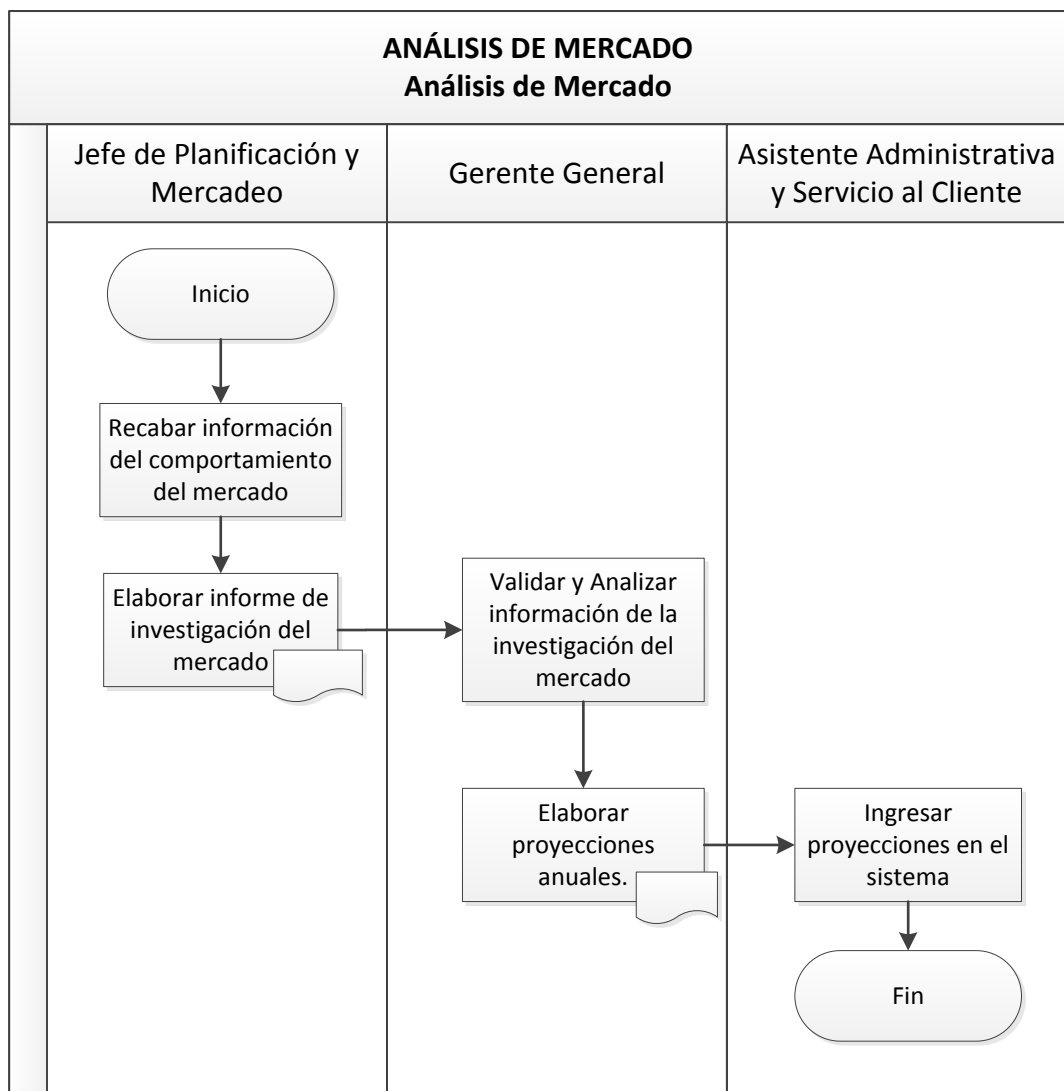 ANÁLISIS DE MERCADO
Análisis de Mercado
Jefe de Planificación y
Mercadeo
Gerente General
Asistente Administrativa
y Servicio al Cliente
Inicio
Recabar información
del comportamiento
del mercado
Elaborar informe de
investigación del
mercado
Validar y Analizar
información de la
investigación del
mercado
Elaborar
proyecciones
anuales.
Ingresar
proyecciones en el
sistema
Fin